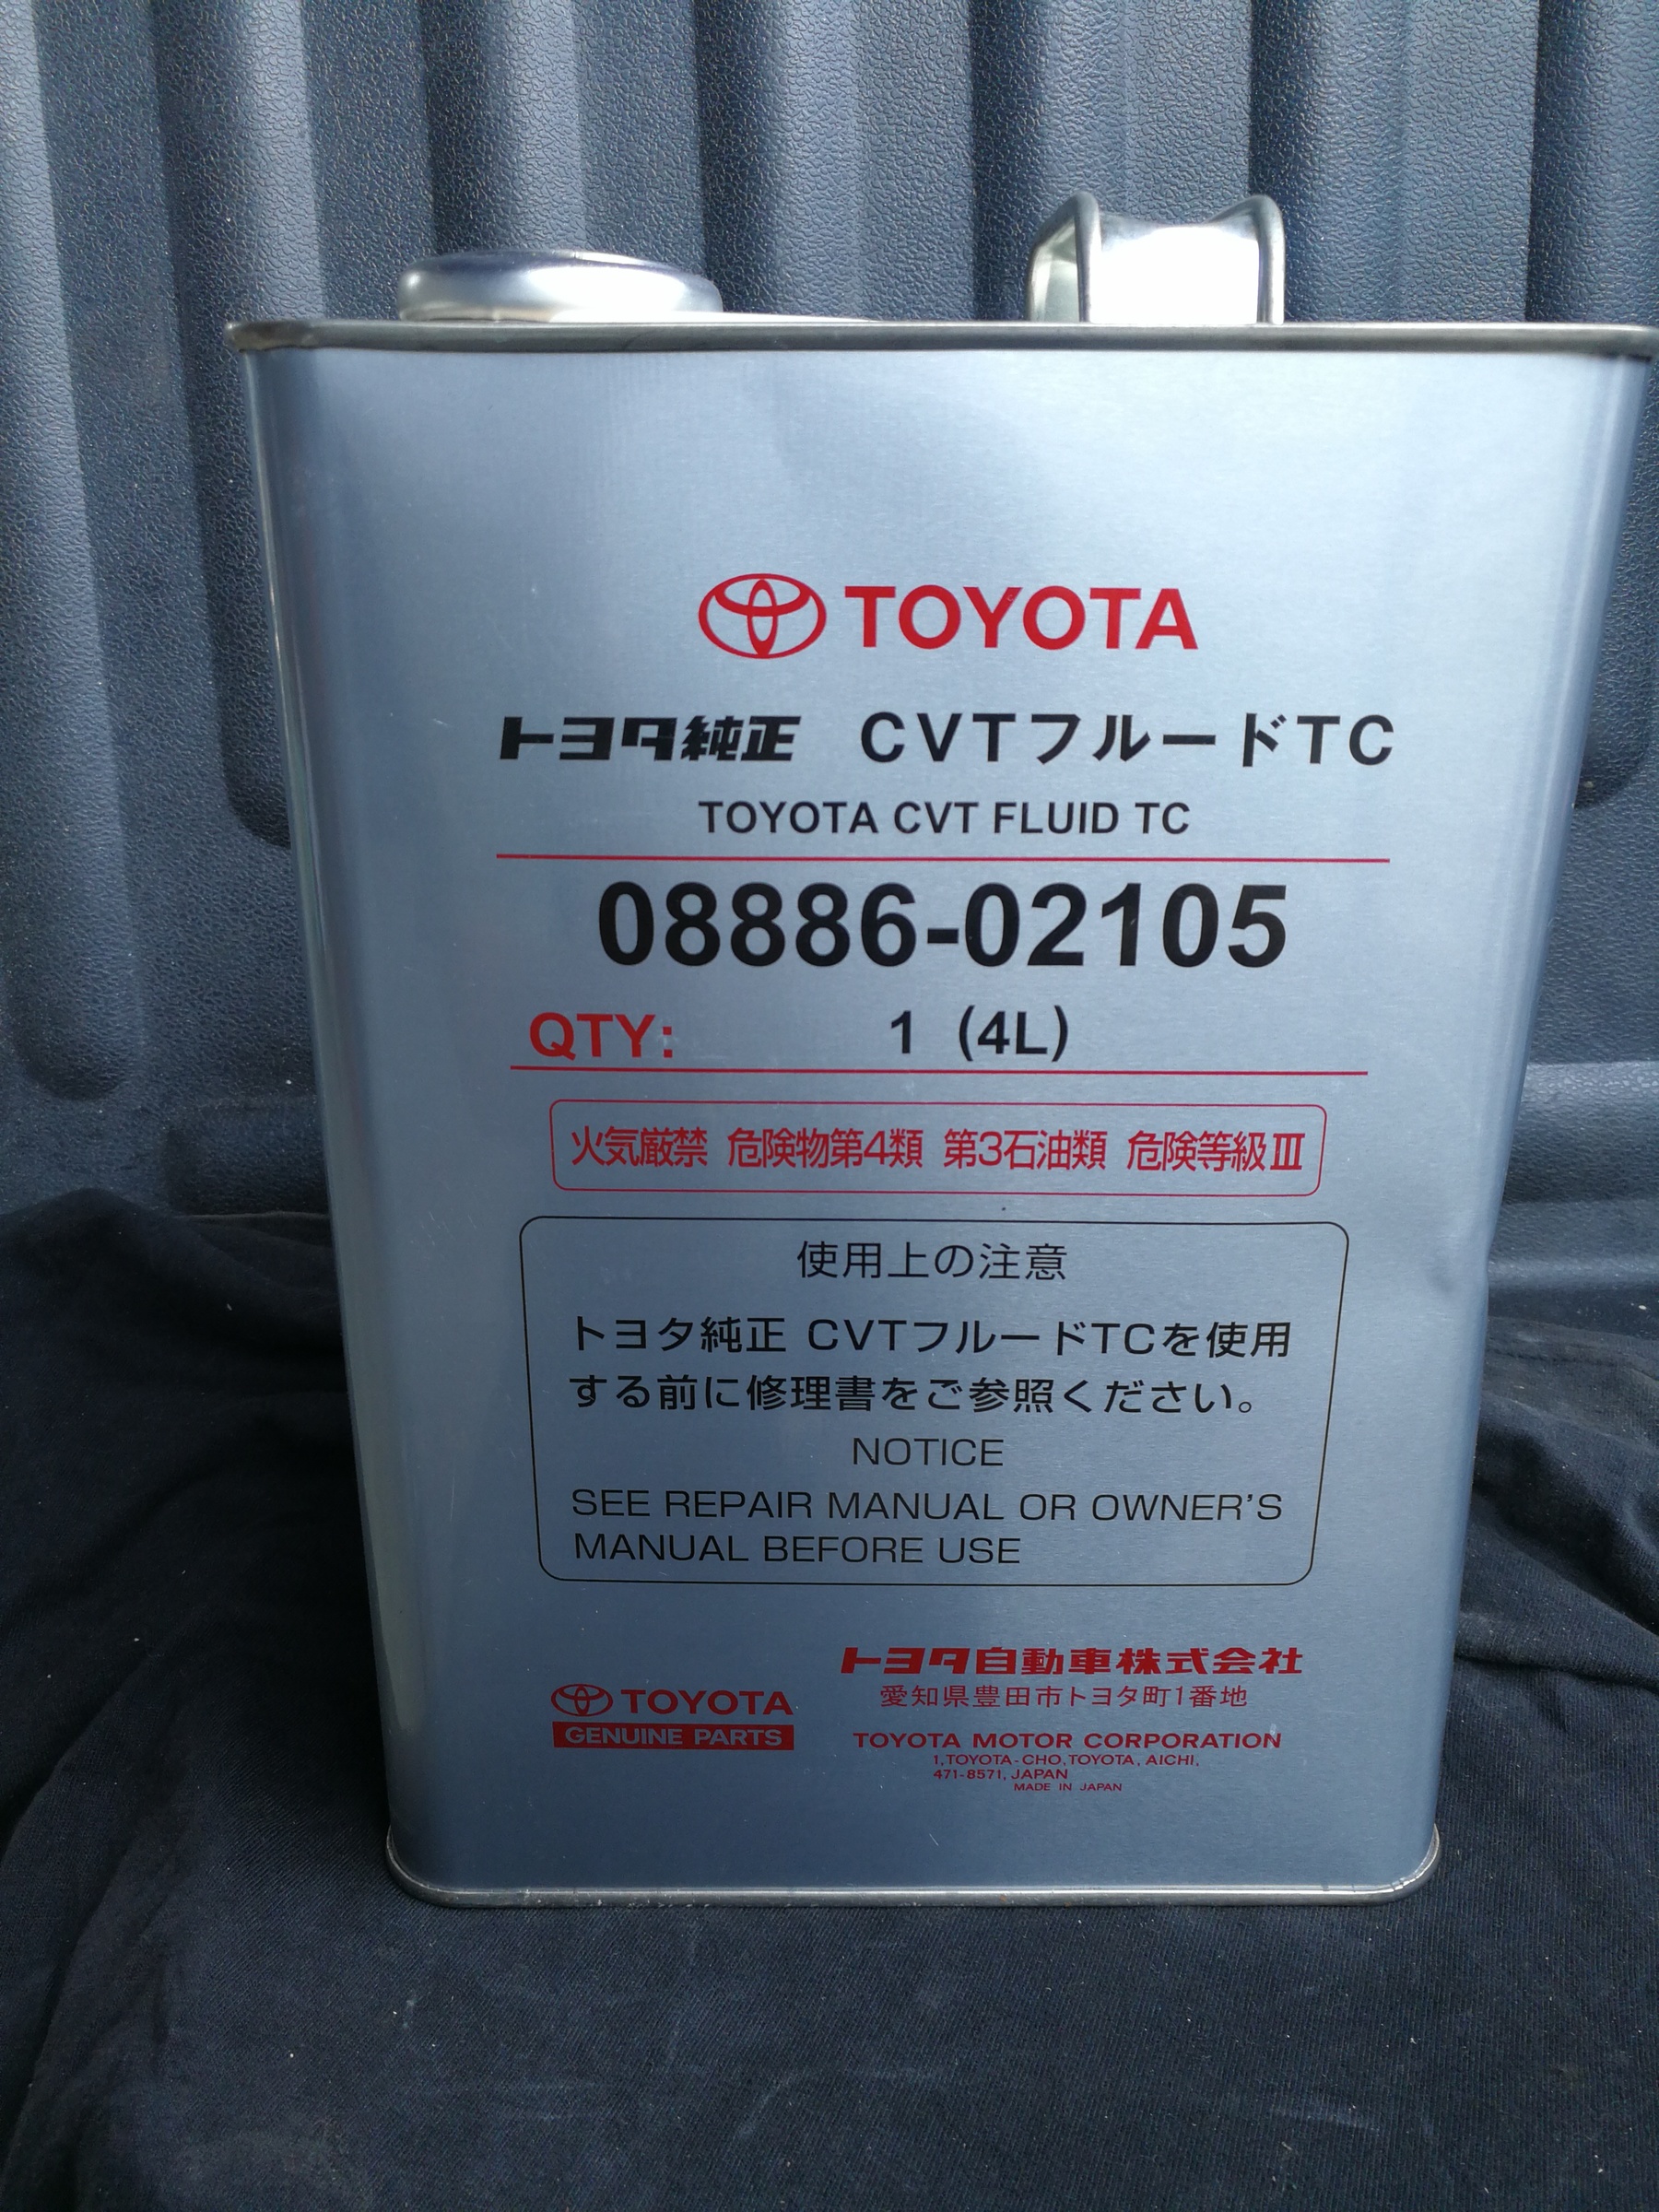 TOYOTA
トヨタ純正 CVTフルードTC
TOYOTA CVT FLUID TC
08886-02105
QTY: 1 (4L)
火気厳禁 危険物第4類 第3石油類 危険等級Ⅲ
使用上の注意
トヨタ純正 CVTフルードTCを使用
する前に修理書をご参照ください。
NOTICE
SEE REPAIR MANUAL OR OWNER'S
MANUAL BEFORE USE
TOYOTA
GENUINE PARTS
トヨタ自動車株式会社
愛知県豊田市トヨタ町1番地
TOYOTA MOTOR CORPORATION
1, TOYOTA-CHO, TOYOTA, AICHI,
471-8571, JAPAN
MADE IN JAPAN